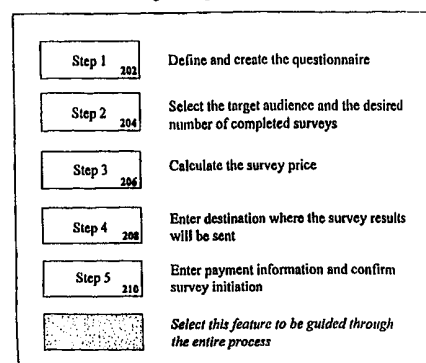 Step 1
202
Define and create the questionnaire
Step 2
204
Select the target audience and the desired
number of completed surveys
Step 3
206
Calculate the survey price
Step 4
208
Enter destination where the survey results
will be sent
Step 5
210
Enter payment information and confirm
survey initiation
Select this feature to be guided through
the entire process